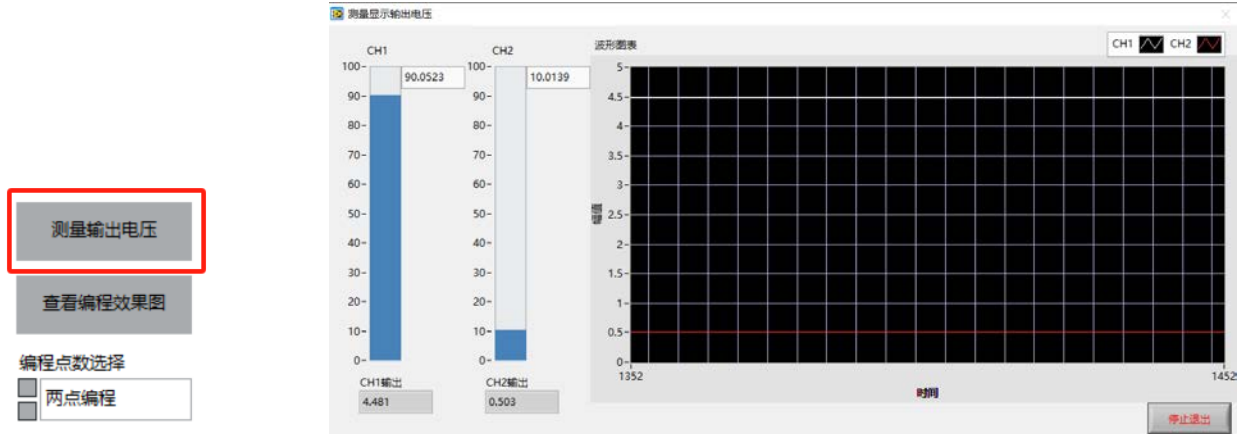 测量输出电压
查看编程效果图
编程点数选择
两点编程
测量显示输出电压
CH1
100
90
80
70
60
50
40
30
20
10
0
90.0523
CH1输出
4.481
CH2
100
90
80
70
60
50
40
30
20
10
0
10.0139
CH2输出
0.503
波形图表
CH1 CH2
幅值
5
4.5
4
3.5
3
2.5
2
1.5
1
0.5
0
1352 1452
时间
停止退出